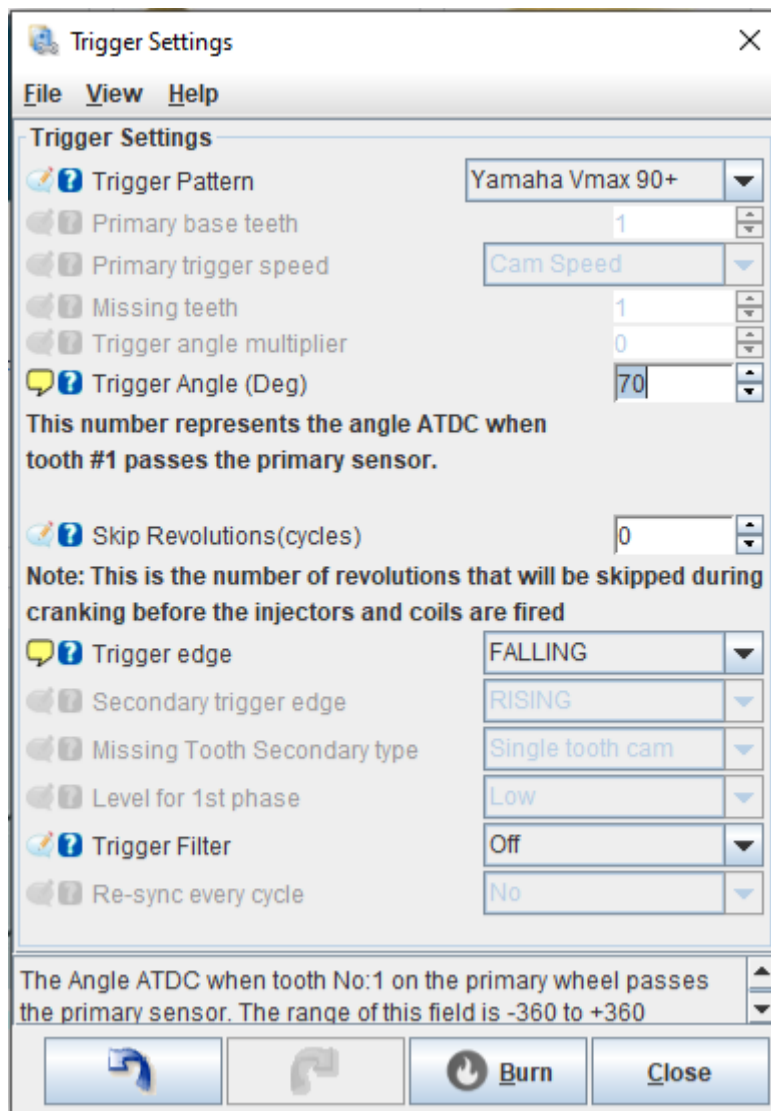 Trigger Settings
File View Help
Trigger Settings
Trigger Pattern Yamaha Vmax 90+
Primary base teeth 1
Primary trigger speed Cam Speed
Missing teeth 1
Trigger angle multiplier 0
Trigger Angle (Deg) 70
This number represents the angle ATDC when
tooth #1 passes the primary sensor.
Skip Revolutions(cycles) 0
Note: This is the number of revolutions that will be skipped during
cranking before the injectors and coils are fired
Trigger edge FALLING
Secondary trigger edge RISING
Missing Tooth Secondary type Single tooth cam
Level for 1st phase Low
Trigger Filter Off
Re-sync every cycle No
The Angle ATDC when tooth No:1 on the primary wheel passes
the primary sensor. The range of this field is -360 to +360
Burn Close